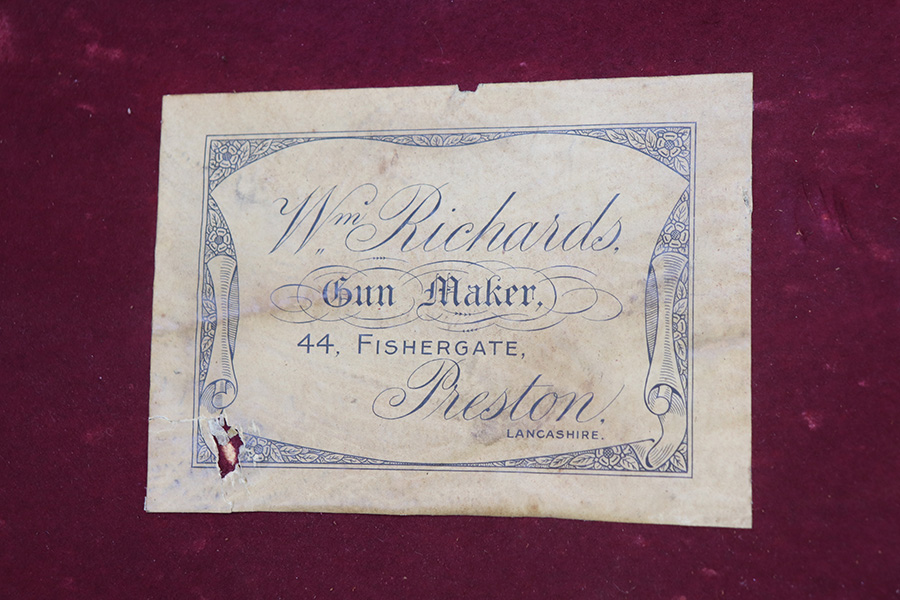 Wm Richards,
Gun Maker,
44, FISHERGATE,
Preston,
LANCASHIRE.